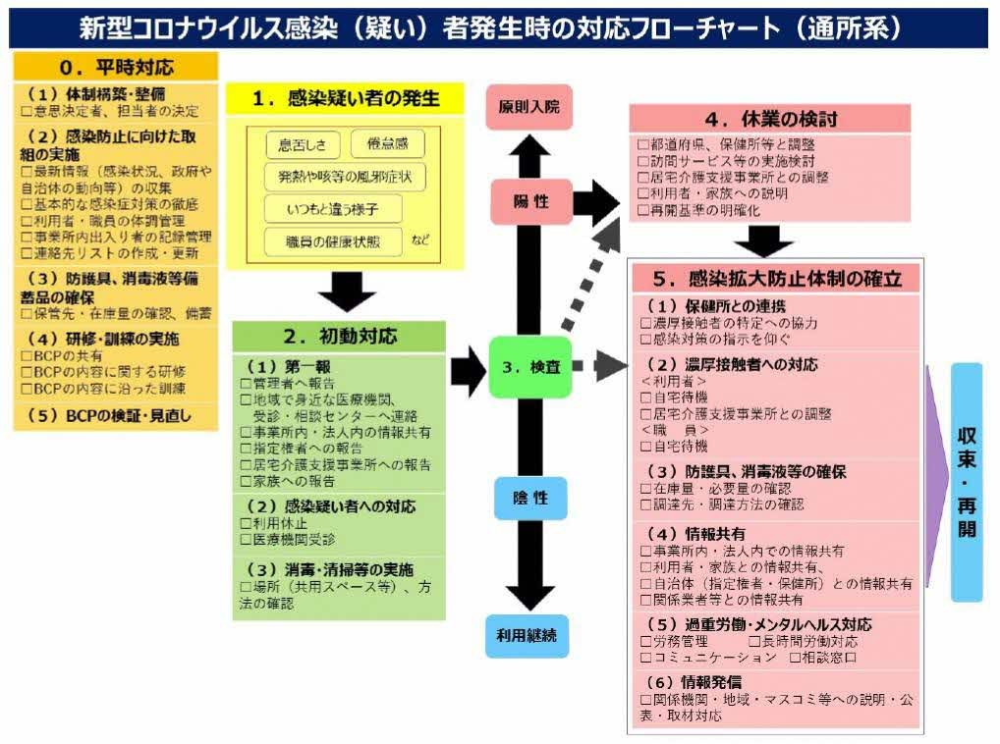 新型コロナウイルス感染（疑い）者発生時の対応フローチャート（通所系）
０．平時対応
（１）体制構築・整備
□意思決定者、担当者の決定
（２）感染防止に向けた取
組の実施
□最新情報（感染状況、政府や
自治体の動向等）の収集
□基本的な感染症対策の徹底
□利用者・職員の体調管理
□事業所内出入り者の記録管理
□連絡先リストの作成・更新
（３）防護具、消毒液等備
蓄品の確保
□保管先・在庫量の確認、備蓄
（４）研修・訓練の実施
□BCPの共有
□BCPの内容に関する研修
□BCPの内容に沿った訓練
（５）BCPの検証・見直し
１．感染疑い者の発生
息苦しさ
倦怠感
発熱や咳等の風邪症状
いつもと違う様子
職員の健康状態
など
２．初動対応
（１）第一報
□管理者へ報告
□地域で身近な医療機関、
受診・相談センターへ連絡
□事業所内・法人内の情報共有
□指定権者への報告
□居宅介護支援事業所への報告
□家族への報告
（２）感染疑い者への対応
□利用休止
□医療機関受診
（３）消毒・清掃等の実施
□場所（共用スペース等）、方
法の確認
原則入院
陽性
３．検査
陰性
利用継続
４．休業の検討
□都道府県、保健所等と調整
□訪問サービス等の実施検討
□居宅介護支援事業所との調整
□利用者・家族への説明
□再開基準の明確化
５．感染拡大防止体制の確立
（１）保健所との連携
□濃厚接触者の特定への協力
□感染対策の指示を仰ぐ
（２）濃厚接触者への対応
＜利用者＞
□自宅待機
□居宅介護支援事業所との調整
＜職　員＞
□自宅待機
（３）防護具、消毒液等の確保
□在庫量・必要量の確認
□調達先・調達方法の確認
（４）情報共有
□事業所内・法人内での情報共有
□利用者・家族との情報共有、
□自治体（指定権者・保健所）との情報共有
□関係業者等との情報共有
（５）過重労働・メンタルヘルス対応
□労務管理　　□長時間労働対応
□コミュニケーション　□相談窓口
（６）情報発信
□関係機関・地域・マスコミ等への説明・公
表・取材対応
収束・再開